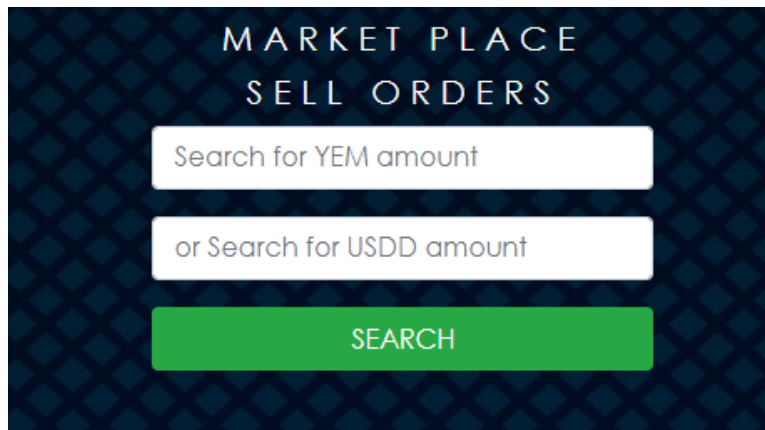 MARKET PLACE
SELL ORDERS
Search for YEM amount
or Search for USDD amount
SEARCH